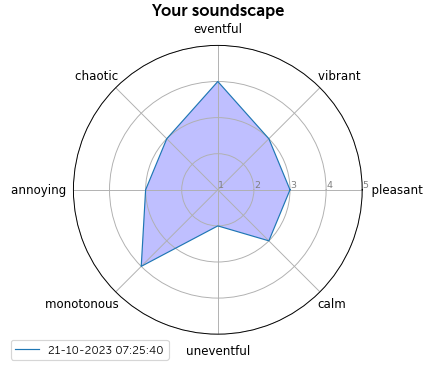 Your soundscape
eventful
chaotic
vibrant
annoying
1 2 3 4 5
pleasant
monotonous
calm
uneventful
21-10-2023 07:25:40